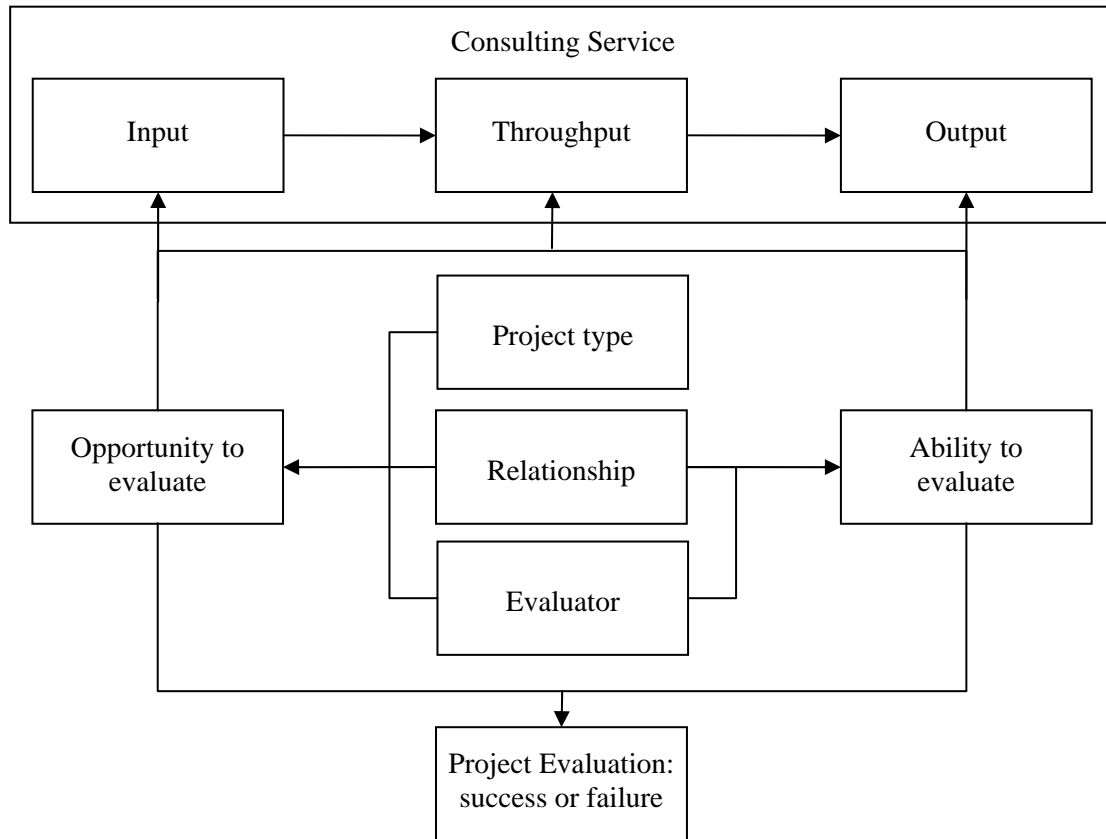 Consulting Service
Input
Throughput
Output
Project type
Opportunity to
evaluate
Relationship
Ability to
evaluate
Evaluator
Project Evaluation:
success or failure